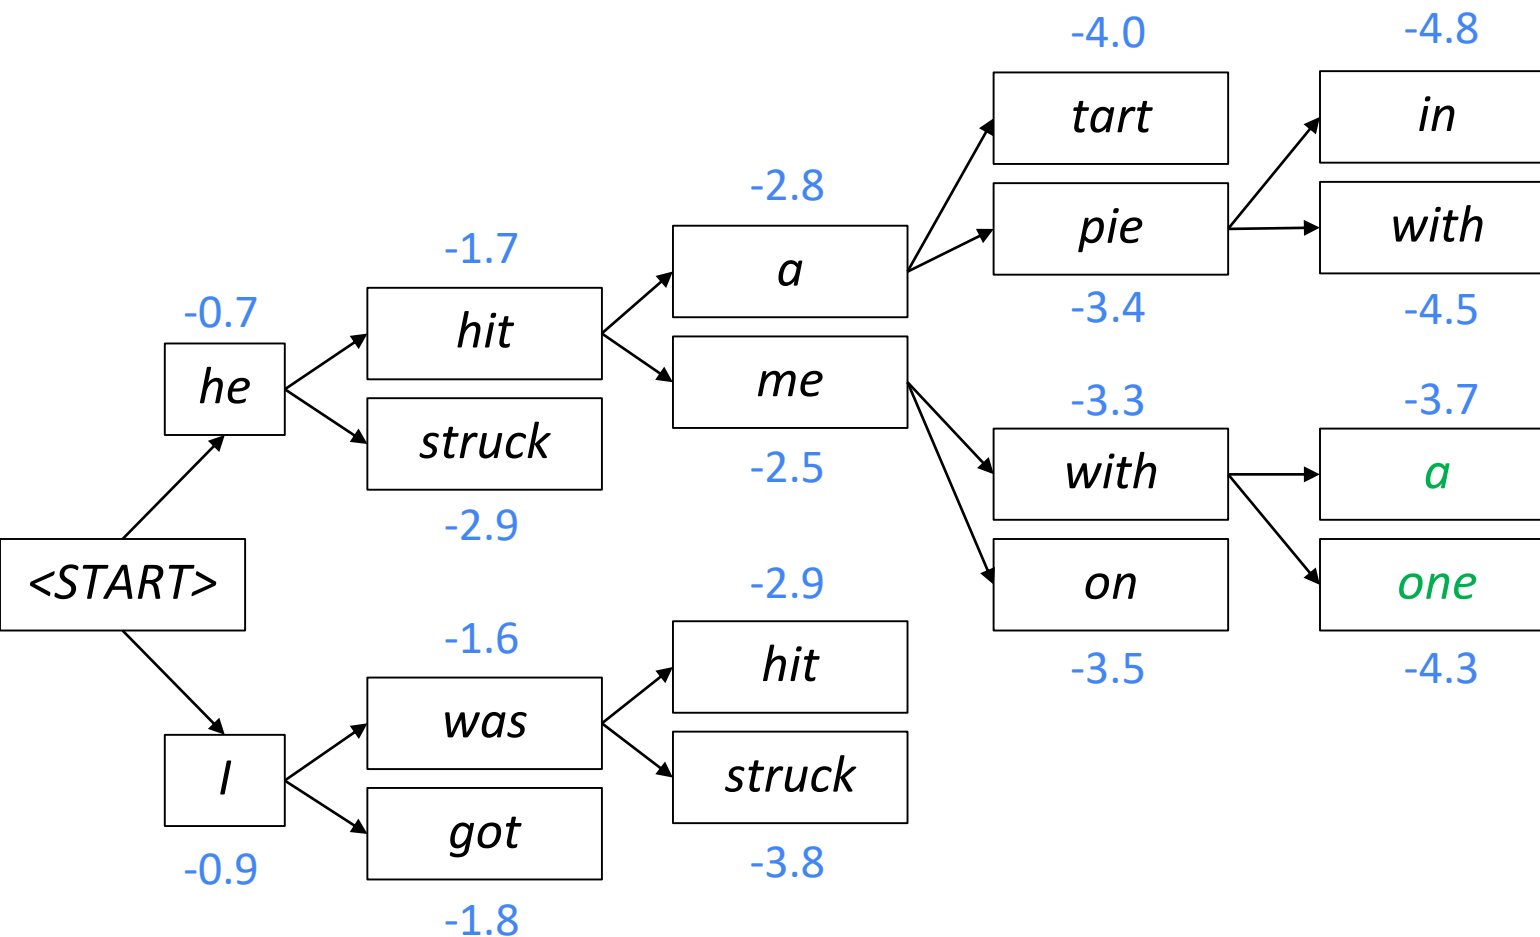 -4.0
-4.8
tart
in
-2.8
pie
with
-1.7
a
-3.4
-4.5
-0.7
hit
me
-3.3
-3.7
he
struck
-2.5
with
a
-2.9
<START>
-2.9
on
one
-1.6
hit
-3.5
-4.3
was
I
struck
got
-0.9
-3.8
-1.8